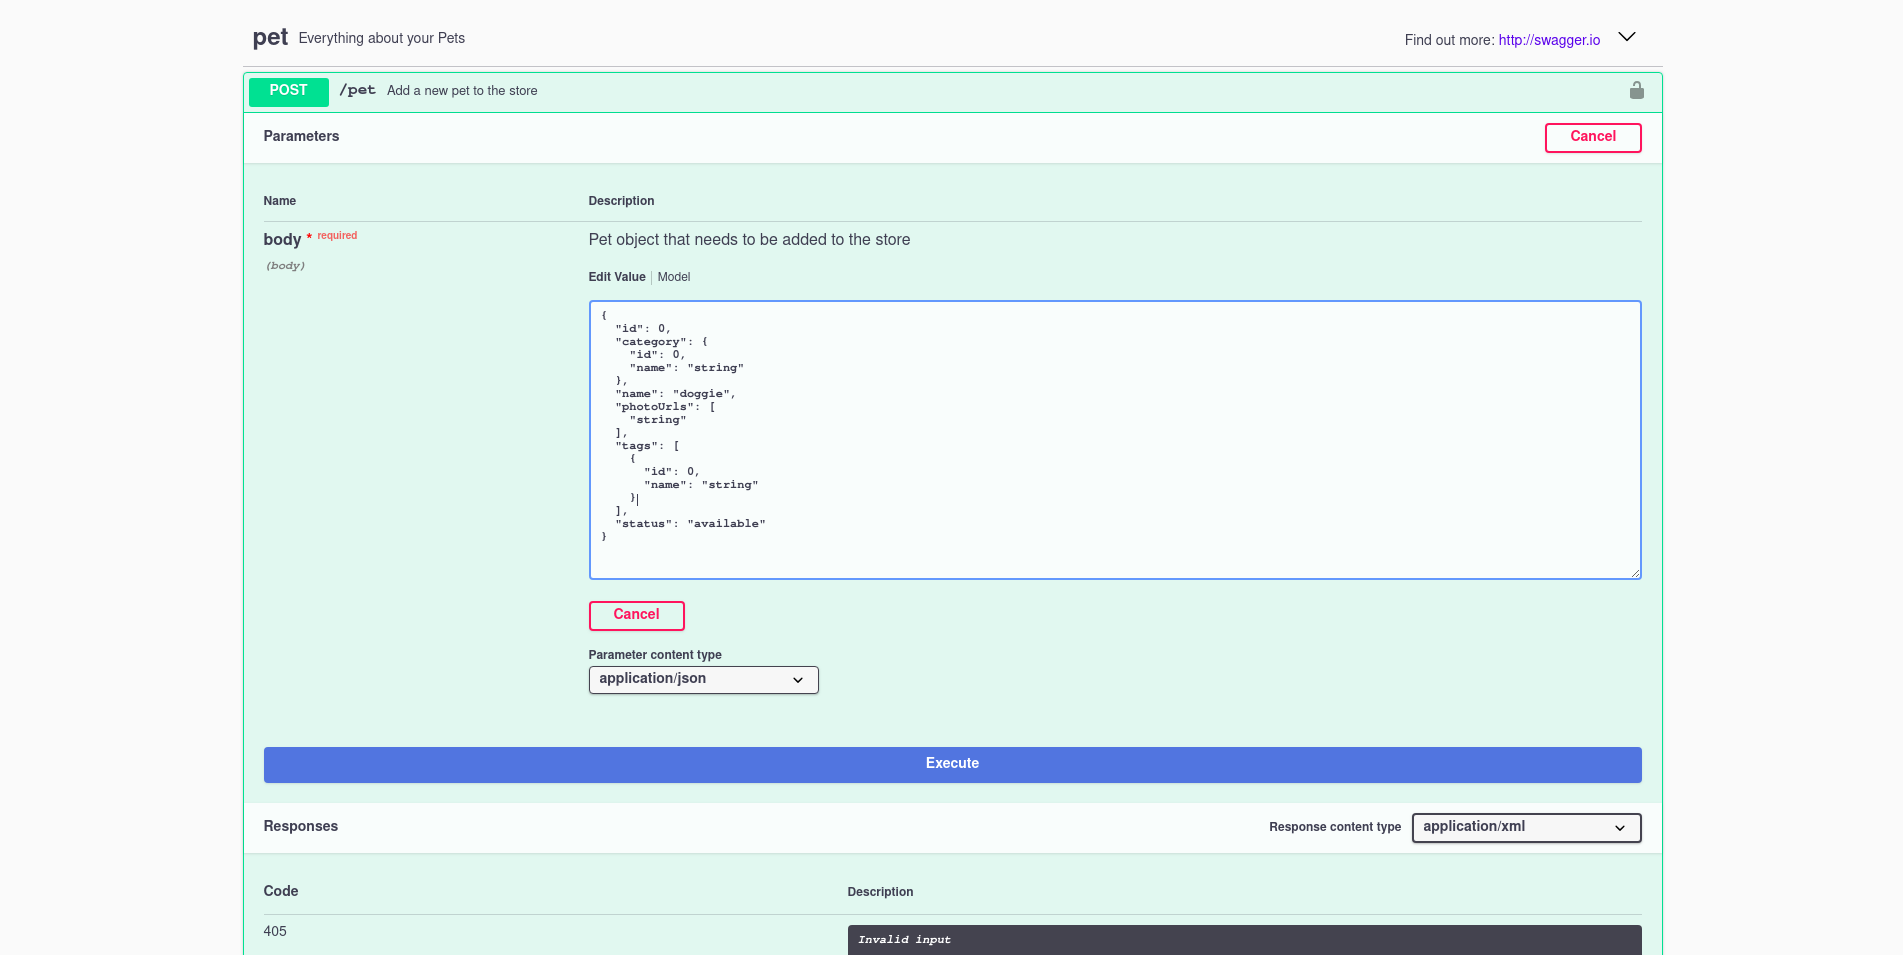 pet Everything about your Pets Find out more: http://swagger.io
POST /pet Add a new pet to the store
Parameters Cancel
Name Description
body * required Pet object that needs to be added to the store
(body)
Edit Value Model
{
  "id": 0,
  "category": {
    "id": 0,
    "name": "string"
  },
  "name": "doggie",
  "photoUrls": [
    "string"
  ],
  "tags": [
    {
      "id": 0,
      "name": "string"
    }
  ],
  "status": "available"
}
Cancel
Parameter content type
application/json
Execute
Responses Response content type application/xml
Code Description
405 Invalid input